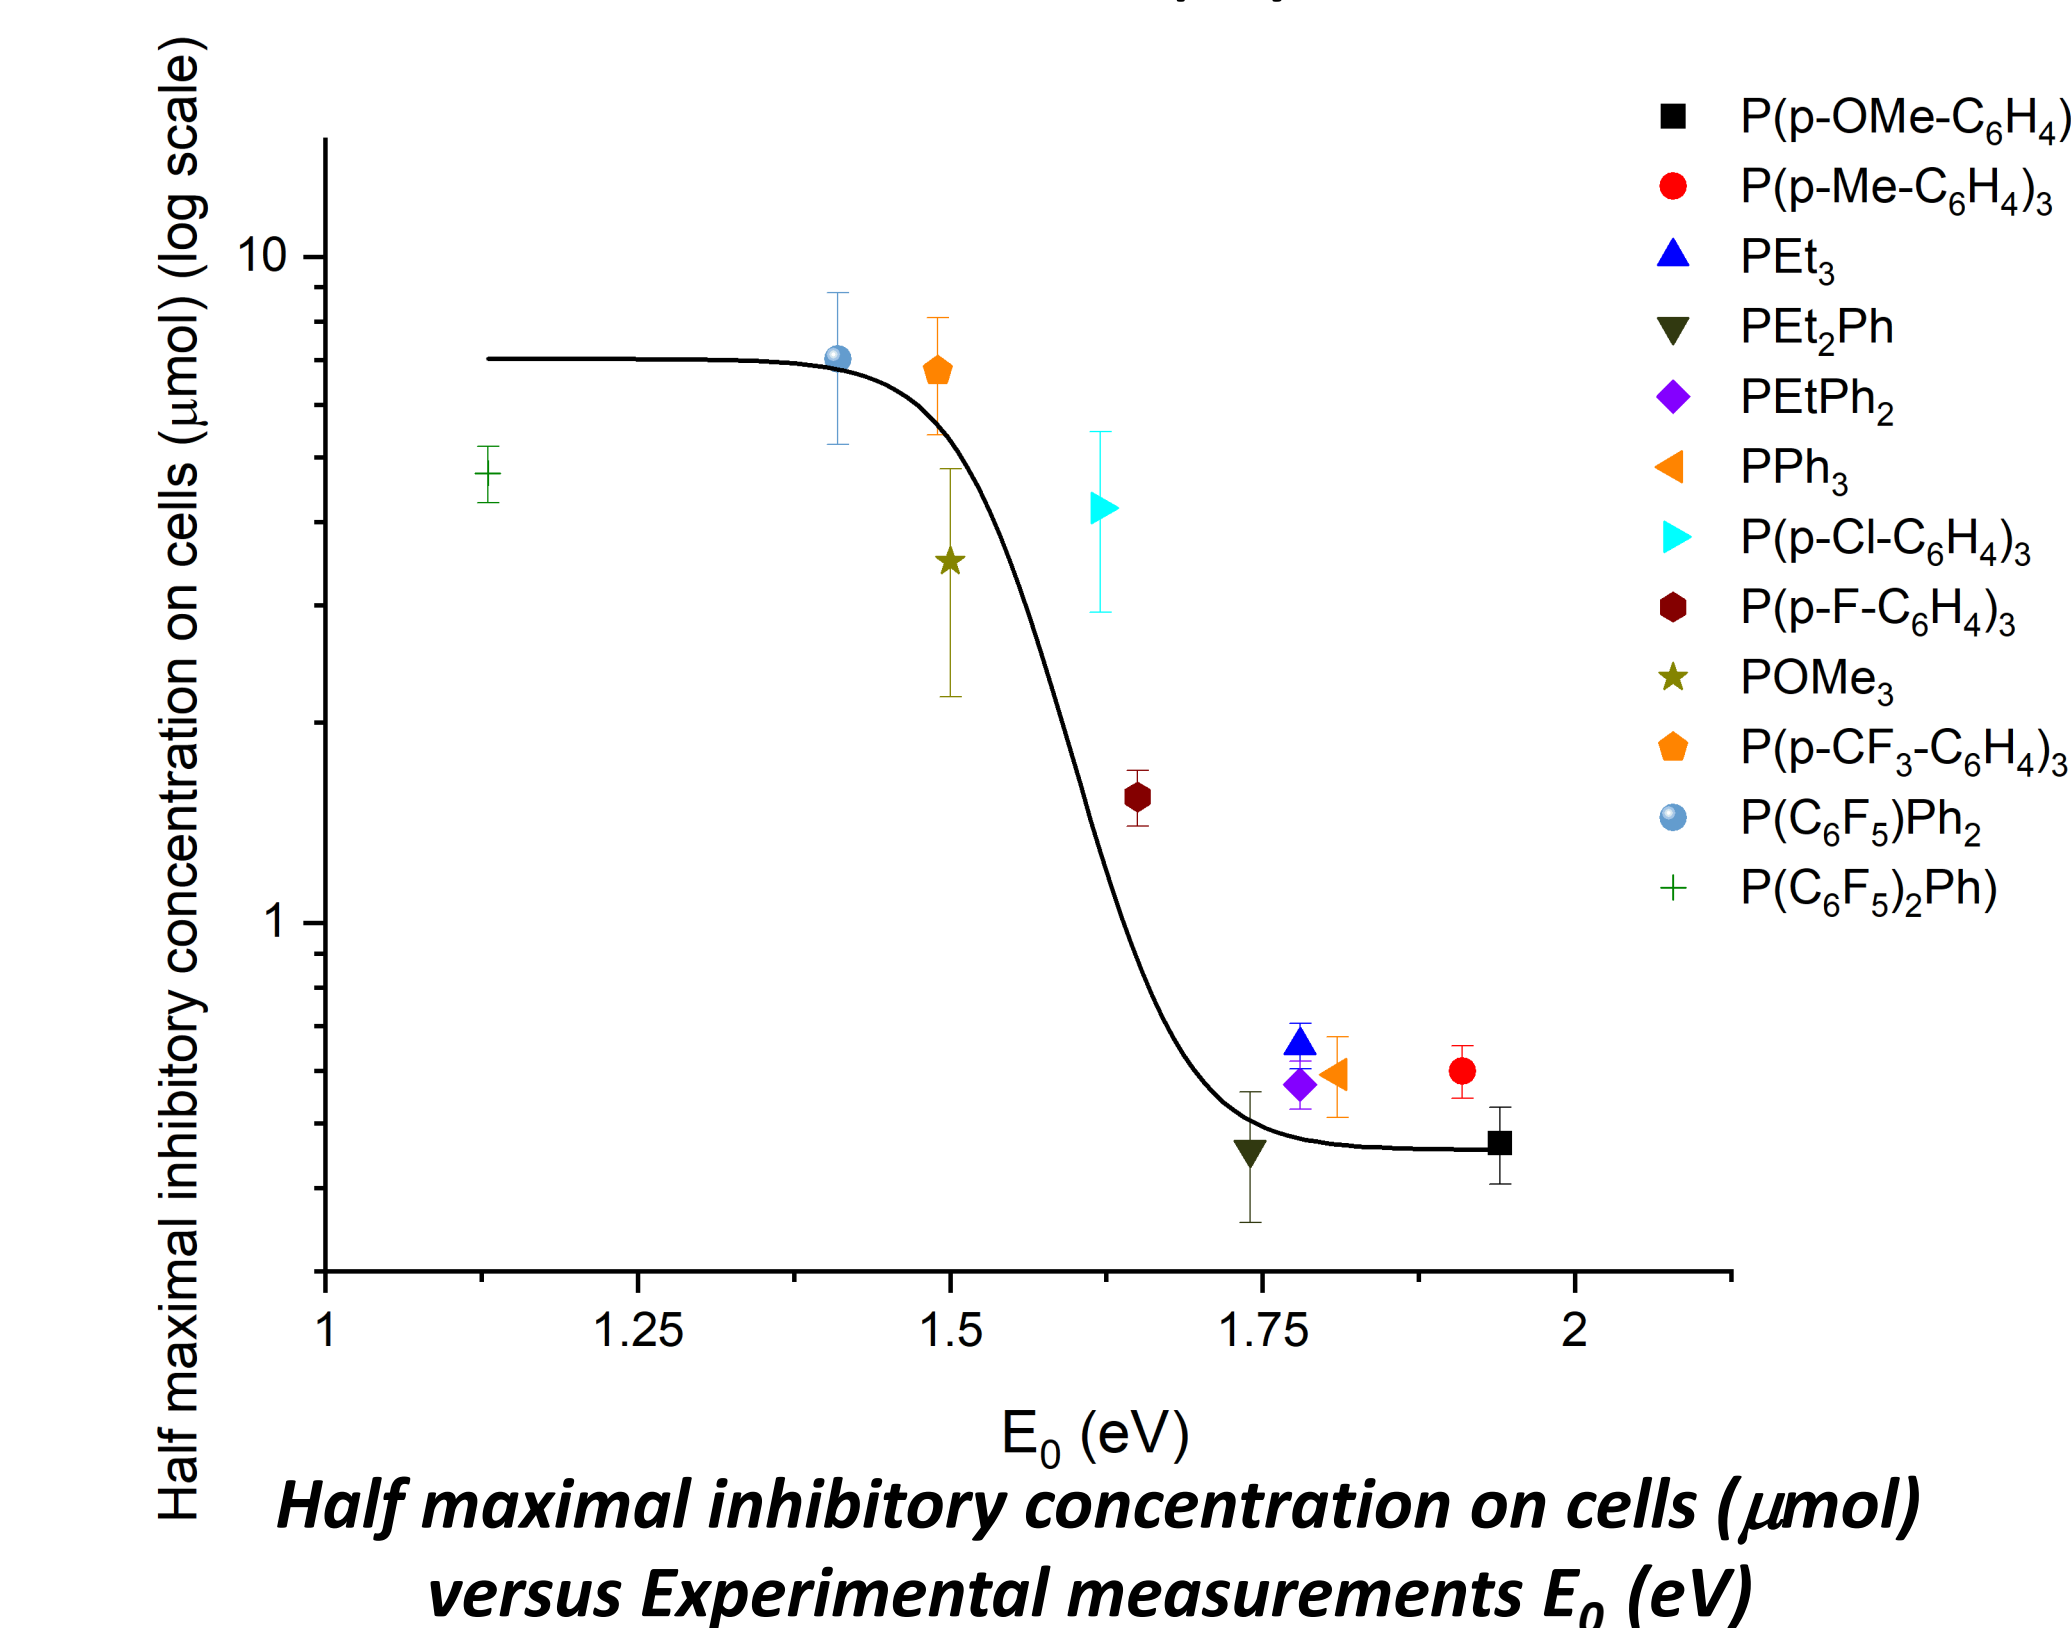 Half maximal inhibitory concentration on cells (μmol) (log scale)
10
1
1
1.25
1.5
1.75
2
E₀ (eV)
P(p-OMe-C₆H₄)
P(p-Me-C₆H₄)₃
PEt₃
PEt₂Ph
PEtPh₂
PPh₃
P(p-Cl-C₆H₄)₃
P(p-F-C₆H₄)₃
POMe₃
P(p-CF₃-C₆H₄)₃
P(C₆F₅)Ph₂
P(C₆F₅)₂Ph)
Half maximal inhibitory concentration on cells (μmol)
versus Experimental measurements E₀ (eV)